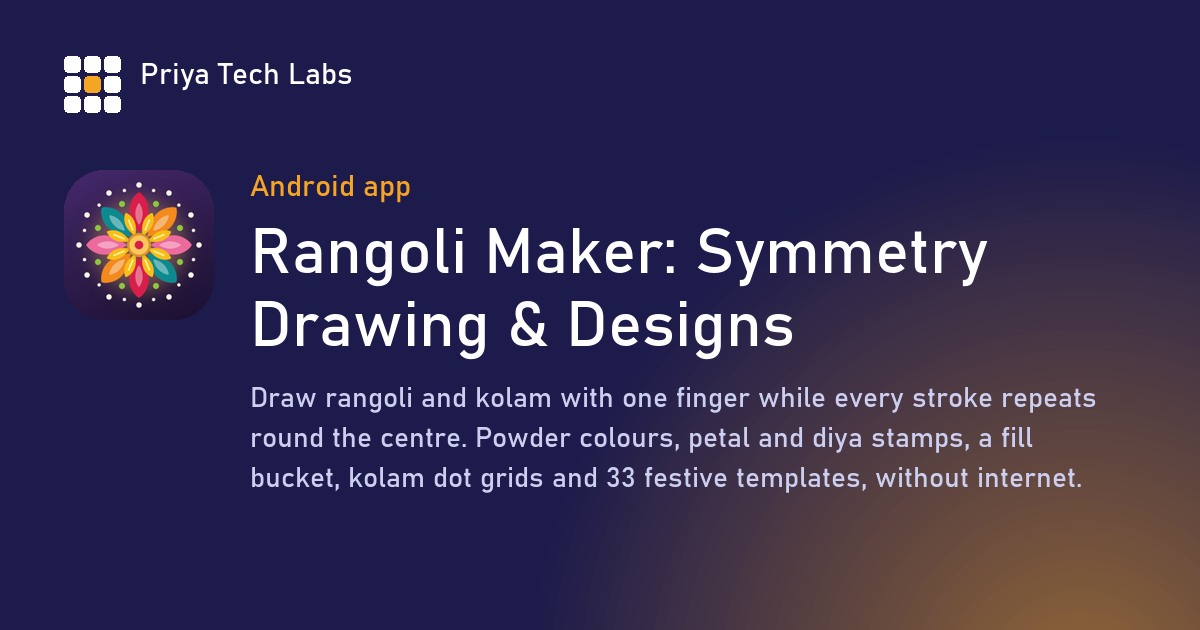 Priya Tech Labs
Android app
Rangoli Maker: Symmetry
Drawing & Designs
Draw rangoli and kolam with one finger while every stroke repeats
round the centre. Powder colours, petal and diya stamps, a fill
bucket, kolam dot grids and 33 festive templates, without internet.